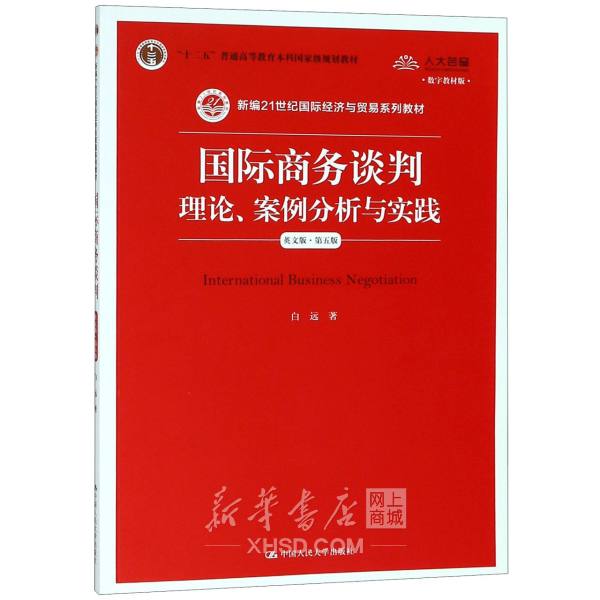 "十二五"普通高等教育本科国家级规划教材
人大芸窗
·数字教材版·
21
新编21世纪国际经济与贸易系列教材
国际商务谈判
理论、案例分析与实践
英文版·第五版
International Business Negotiation
白 远 著
新华书店
网上
商城
XHSD.COM
中国人民大学出版社